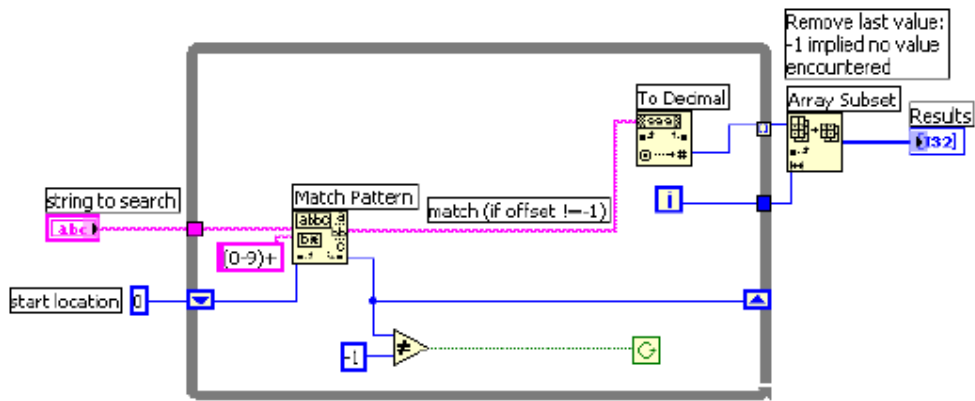 Remove last value:
-1 implied no value
encountered
To Decimal
Array Subset
Results
I32]
string to search
abc
Match Pattern
match (if offset !=-1)
i
(0-9)+
start location
0
-1
≠